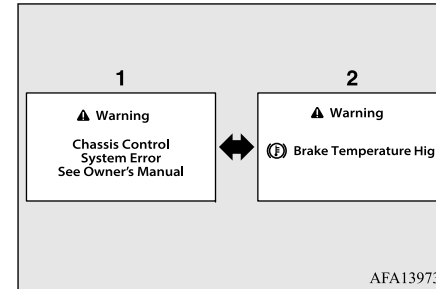 1
Warning
Chassis Control
System Error
See Owner's Manual
2
Warning
Brake Temperature Hig
AFA13973